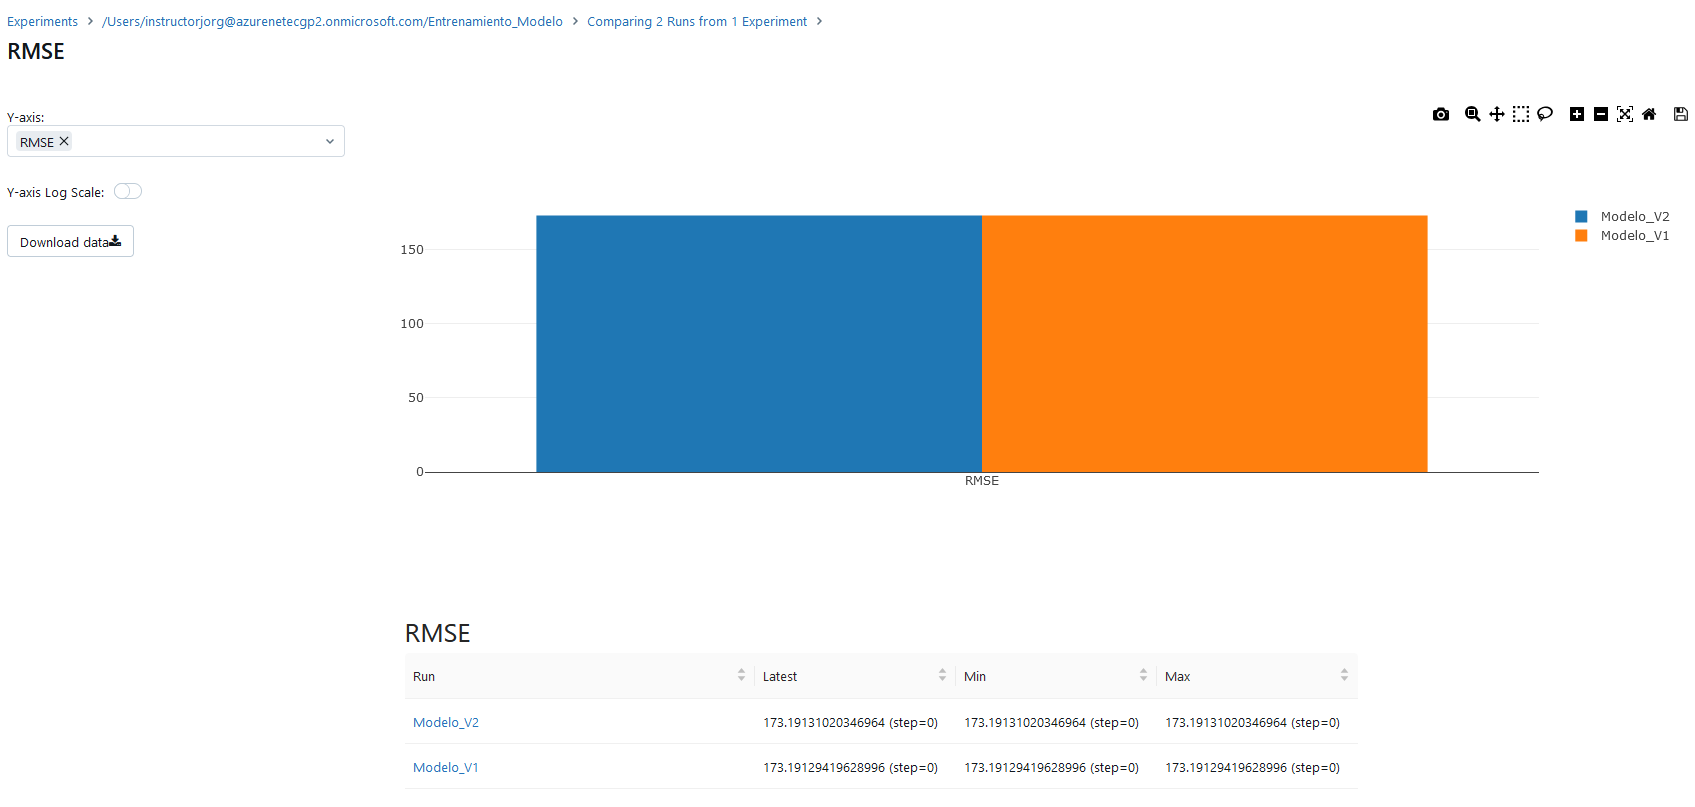 Experiments > /Users/instructorjorg@azurenetecgp2.onmicrosoft.com/Entrenamiento_Modelo > Comparing 2 Runs from 1 Experiment >
RMSE
Y-axis:
RMSE
Y-axis Log Scale:
Download data
150
100
50
0
RMSE
Modelo_V2
Modelo_V1
RMSE
Run Latest Min Max
Modelo_V2 173.19131020346964 (step=0) 173.19131020346964 (step=0) 173.19131020346964 (step=0)
Modelo_V1 173.19129419628996 (step=0) 173.19129419628996 (step=0) 173.19129419628996 (step=0)